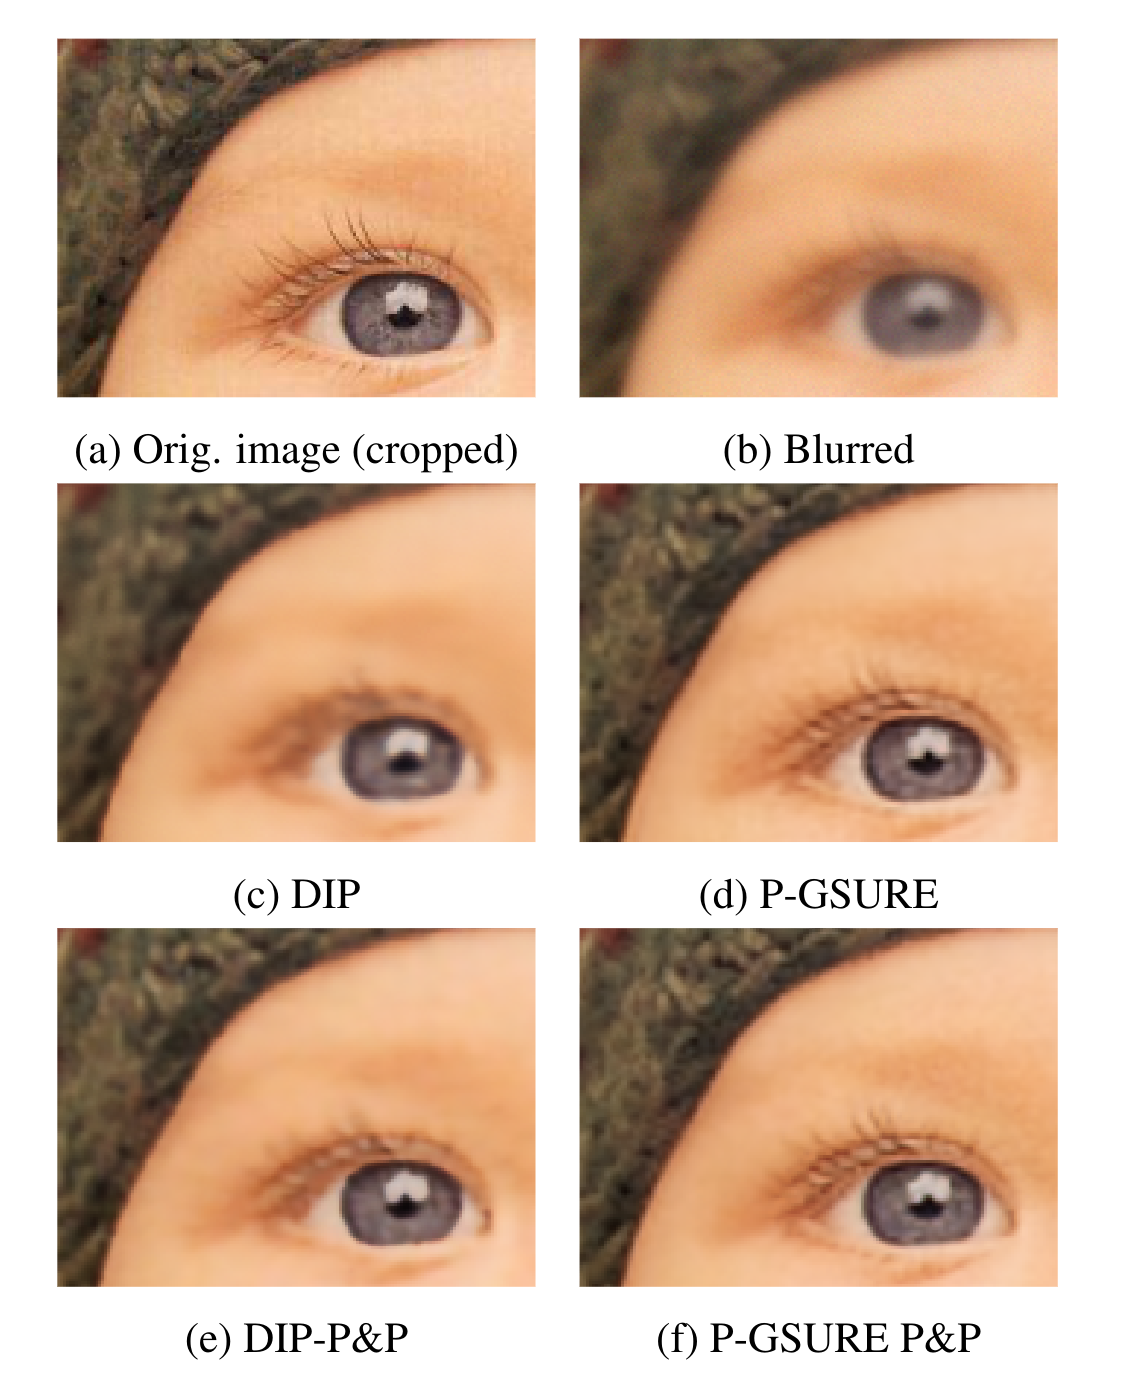 (a) Orig. image (cropped)
(b) Blurred
(c) DIP
(d) P-GSURE
(e) DIP-P&P
(f) P-GSURE P&P